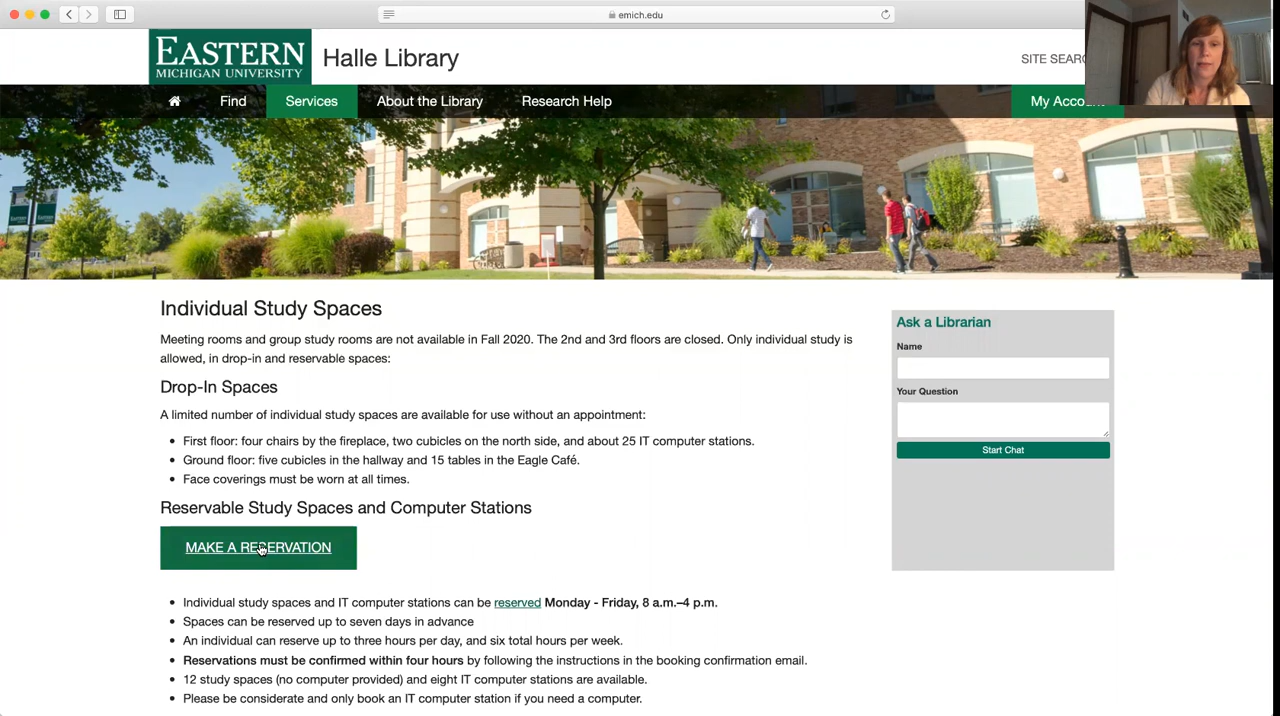 emich.edu
EASTERN
MICHIGAN UNIVERSITY
Halle Library
SITE SEARC
Find
Services
About the Library
Research Help
My Account
Individual Study Spaces
Meeting rooms and group study rooms are not available in Fall 2020. The 2nd and 3rd floors are closed. Only individual study is
allowed, in drop-in and reservable spaces:
Drop-In Spaces
A limited number of individual study spaces are available for use without an appointment:
• First floor: four chairs by the fireplace, two cubicles on the north side, and about 25 IT computer stations.
• Ground floor: five cubicles in the hallway and 15 tables in the Eagle Café.
• Face coverings must be worn at all times.
Reservable Study Spaces and Computer Stations
MAKE A RESERVATION
• Individual study spaces and IT computer stations can be reserved Monday - Friday, 8 a.m.–4 p.m.
• Spaces can be reserved up to seven days in advance
• An individual can reserve up to three hours per day, and six total hours per week.
• Reservations must be confirmed within four hours by following the instructions in the booking confirmation email.
• 12 study spaces (no computer provided) and eight IT computer stations are available.
• Please be considerate and only book an IT computer station if you need a computer.
Ask a Librarian
Name
Your Question
Start Chat